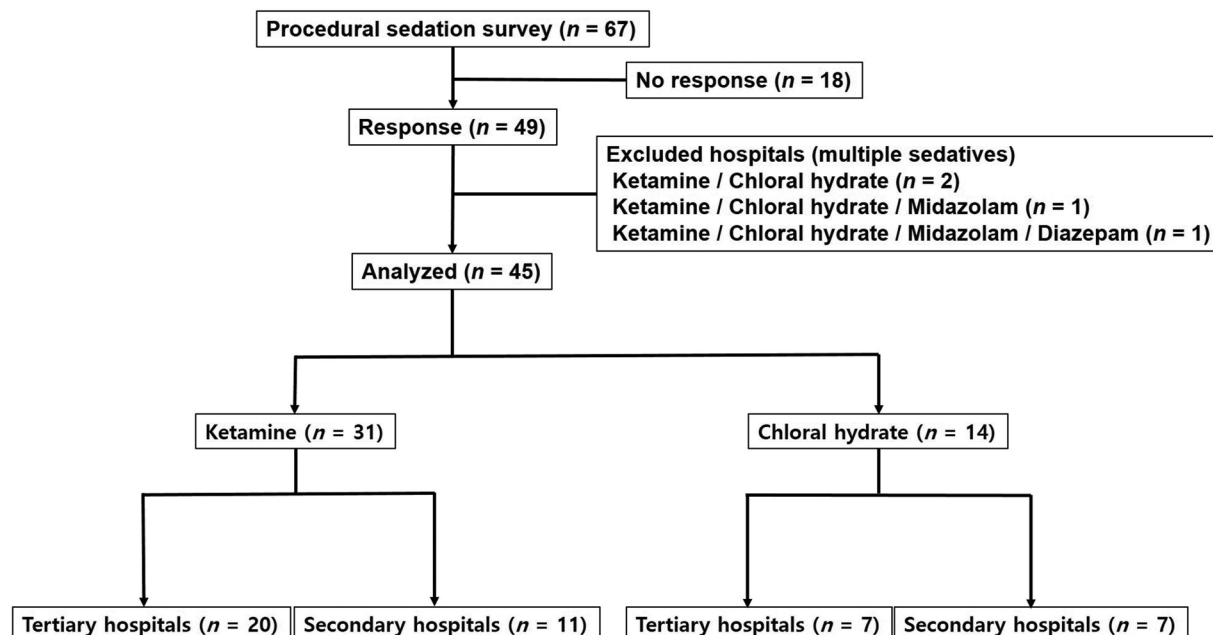 Procedural sedation survey (n = 67)
No response (n = 18)
Response (n = 49)
Excluded hospitals (multiple sedatives)
Ketamine / Chloral hydrate (n = 2)
Ketamine / Chloral hydrate / Midazolam (n = 1)
Ketamine / Chloral hydrate / Midazolam / Diazepam (n = 1)
Analyzed (n = 45)
Ketamine (n = 31)
Chloral hydrate (n = 14)
Tertiary hospitals (n = 20)
Secondary hospitals (n = 11)
Tertiary hospitals (n = 7)
Secondary hospitals (n = 7)